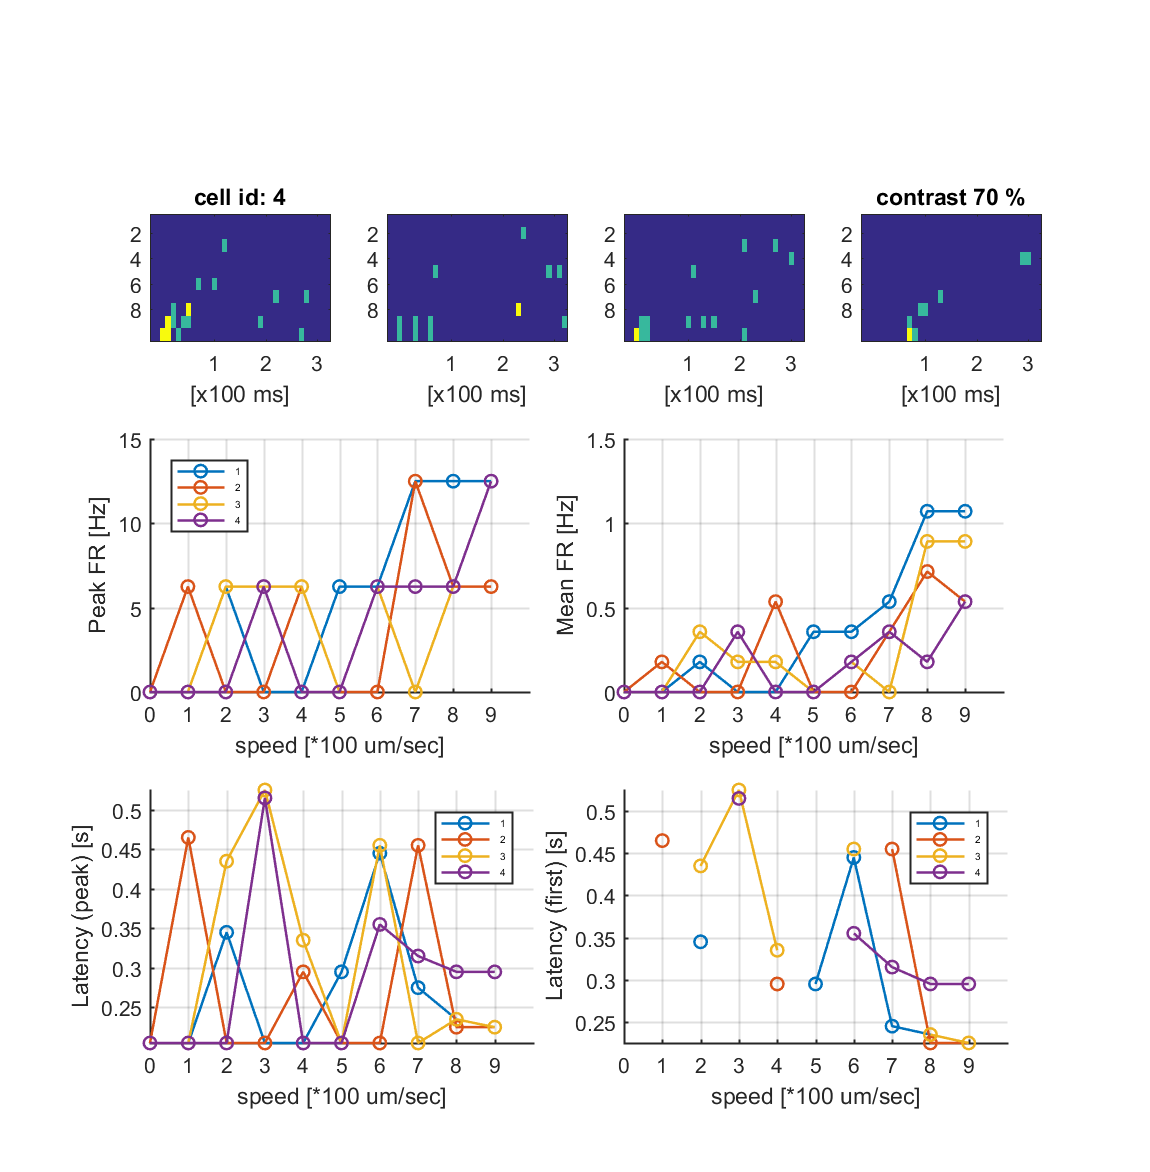 cell id: 4
contrast 70 %
2
4
6
8
1 2 3
[x100 ms]
2
4
6
8
1 2 3
[x100 ms]
2
4
6
8
1 2 3
[x100 ms]
2
4
6
8
1 2 3
[x100 ms]
Peak FR [Hz]
15
10
5
0
1
2
3
4
0 1 2 3 4 5 6 7 8 9
speed [*100 um/sec]
Mean FR [Hz]
1.5
1
0.5
0
0 1 2 3 4 5 6 7 8 9
speed [*100 um/sec]
Latency (peak) [s]
0.5
0.45
0.4
0.35
0.3
0.25
1
2
3
4
0 1 2 3 4 5 6 7 8 9
speed [*100 um/sec]
Latency (first) [s]
0.5
0.45
0.4
0.35
0.3
0.25
1
2
3
4
0 1 2 3 4 5 6 7 8 9
speed [*100 um/sec]